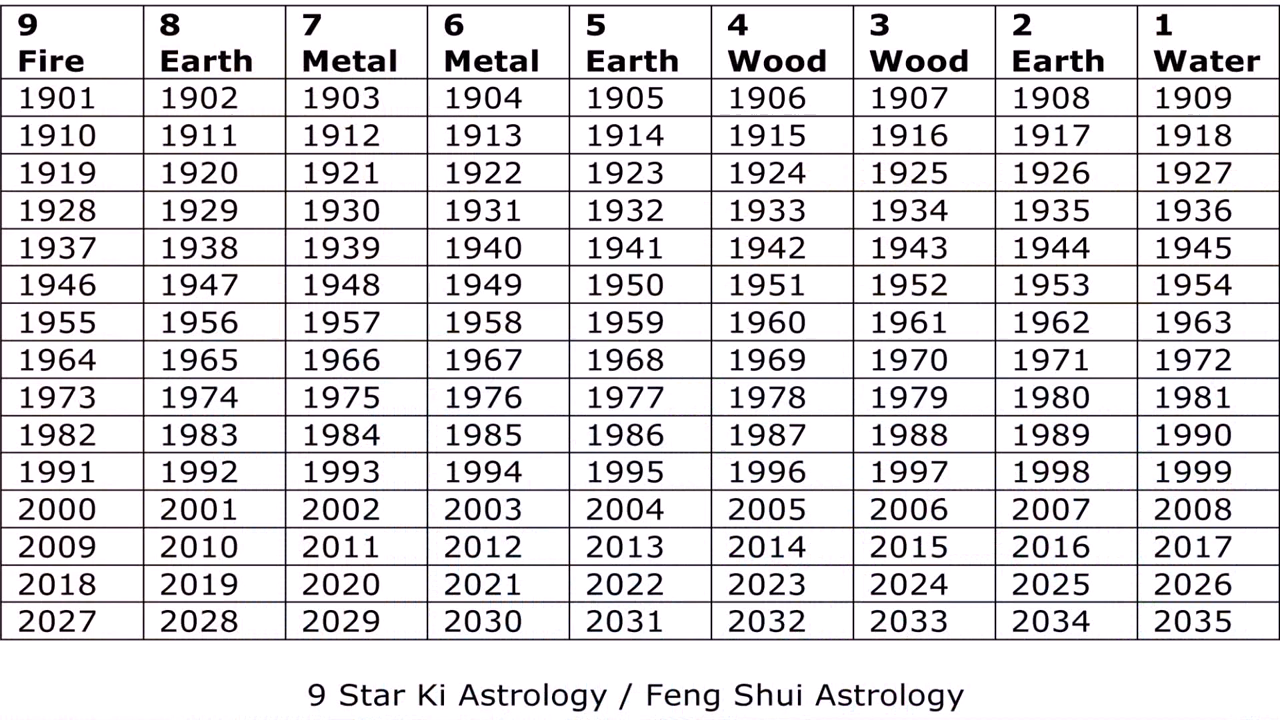 9 8 7 6 5 4 3 2 1
Fire Earth Metal Metal Earth Wood Wood Earth Water
1901 1902 1903 1904 1905 1906 1907 1908 1909
1910 1911 1912 1913 1914 1915 1916 1917 1918
1919 1920 1921 1922 1923 1924 1925 1926 1927
1928 1929 1930 1931 1932 1933 1934 1935 1936
1937 1938 1939 1940 1941 1942 1943 1944 1945
1946 1947 1948 1949 1950 1951 1952 1953 1954
1955 1956 1957 1958 1959 1960 1961 1962 1963
1964 1965 1966 1967 1968 1969 1970 1971 1972
1973 1974 1975 1976 1977 1978 1979 1980 1981
1982 1983 1984 1985 1986 1987 1988 1989 1990
1991 1992 1993 1994 1995 1996 1997 1998 1999
2000 2001 2002 2003 2004 2005 2006 2007 2008
2009 2010 2011 2012 2013 2014 2015 2016 2017
2018 2019 2020 2021 2022 2023 2024 2025 2026
2027 2028 2029 2030 2031 2032 2033 2034 2035
9 Star Ki Astrology / Feng Shui Astrology